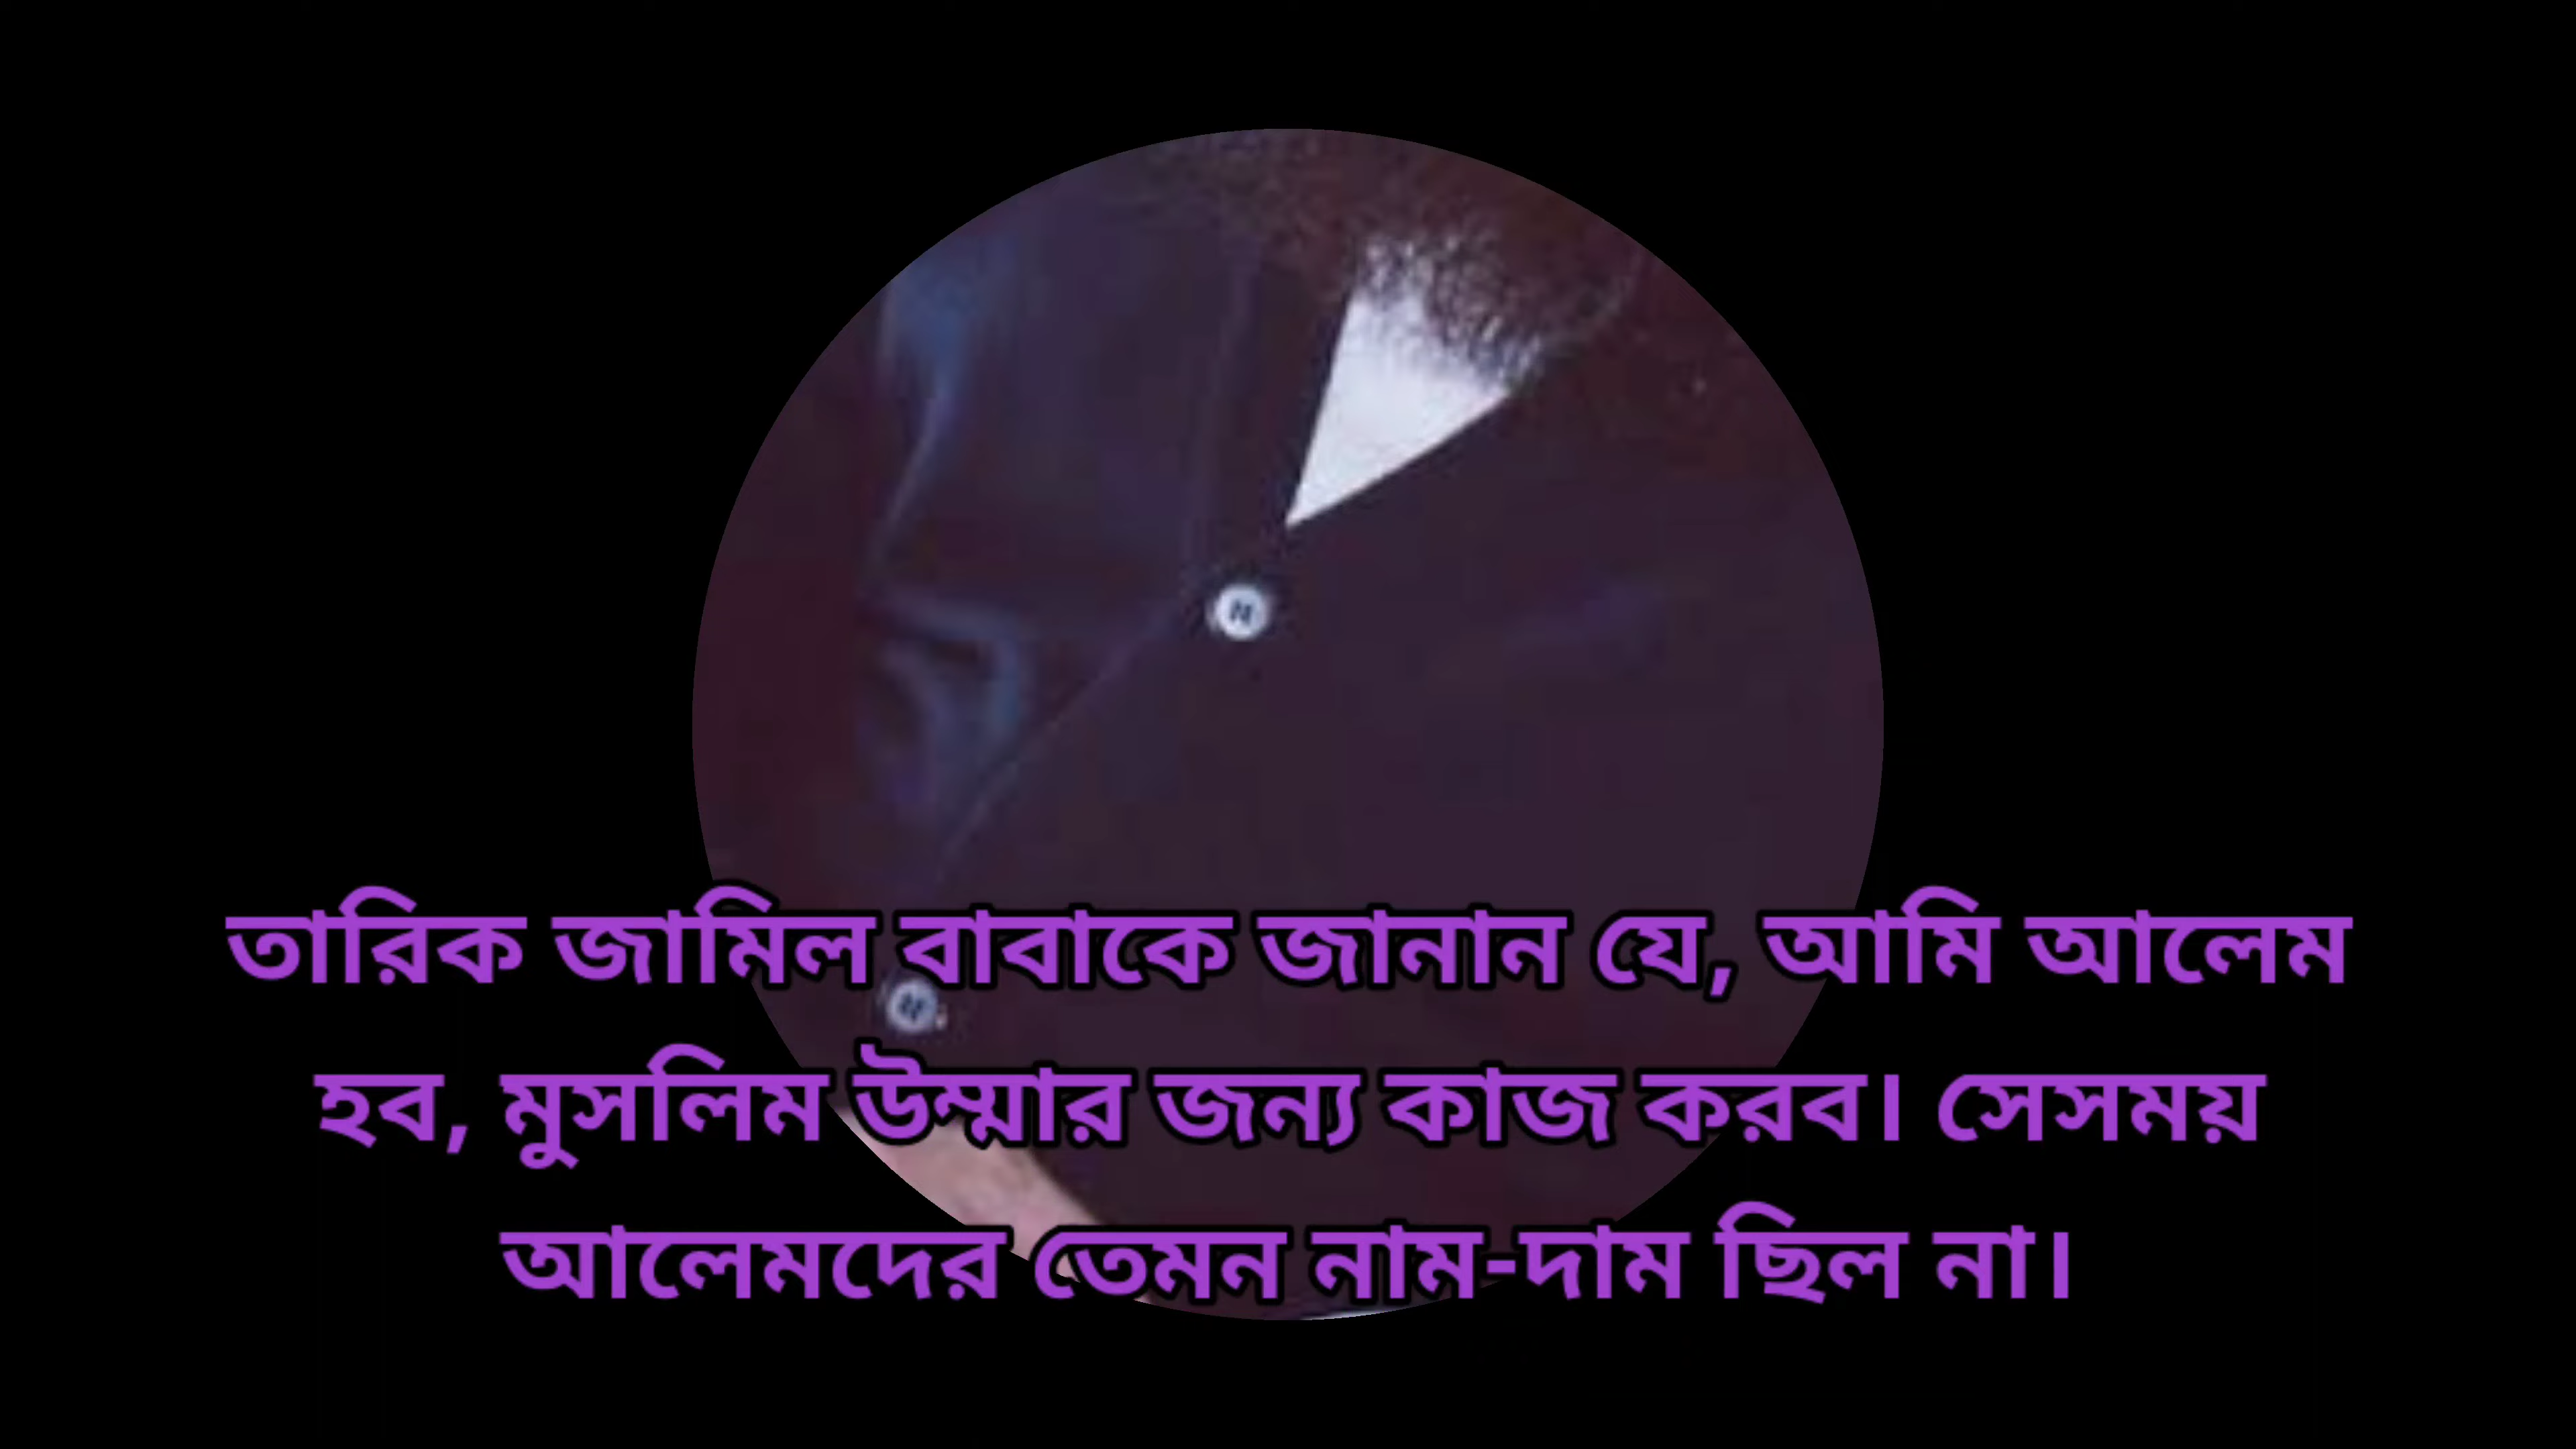 তারিক জামিল বাবাকে জানান যে, আমি আলেম
হব, মুসলিম উম্মার জন্য কাজ করব। সেসময়
আলেমদের তেমন নাম-দাম ছিল না।